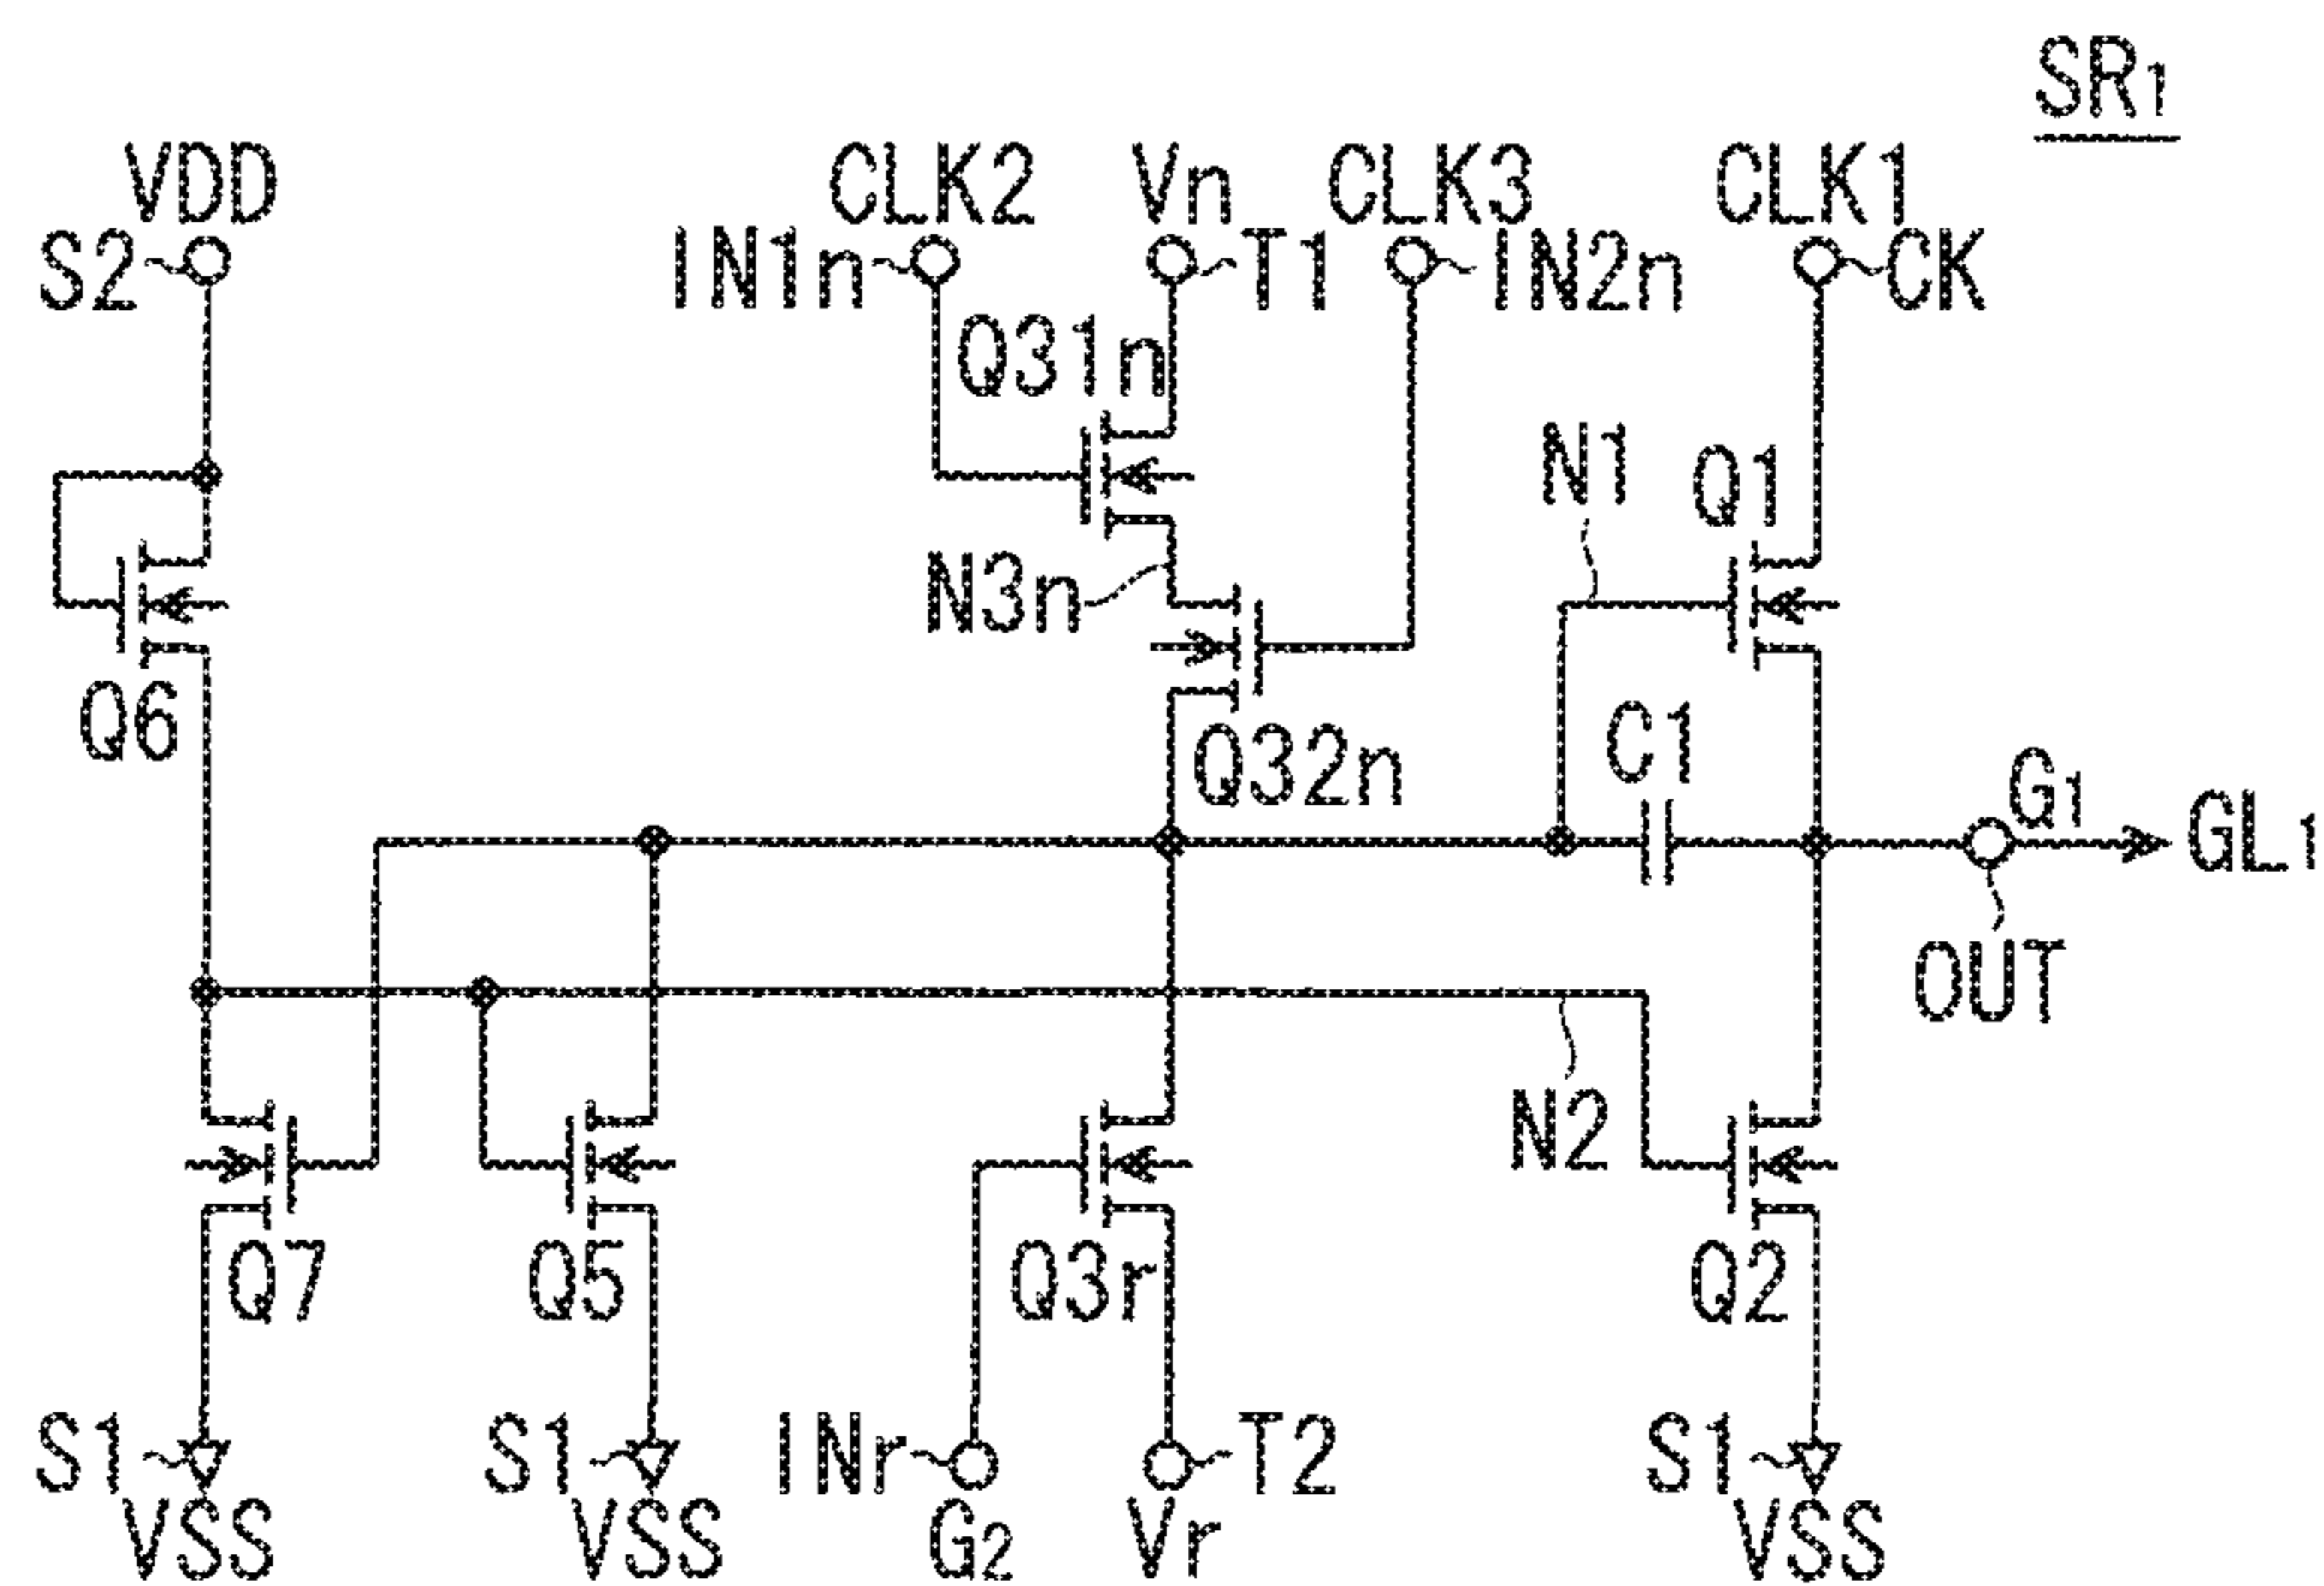 SR1
VDD
CLK2
Vn
CLK3
CLK1
S2
IN1n
T1
IN2n
CK
Q31n
N1
Q1
N3n
Q6
Q32n
C1
G1
GL1
OUT
N2
Q7
Q5
Q3r
Q2
S1
S1
INr
T2
S1
VSS
VSS
G2
Vr
VSS